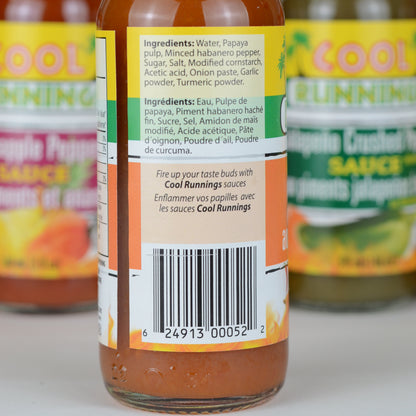 Ingredients: Water, Papaya
pulp, Minced habanero pepper,
Sugar, Salt, Modified cornstarch,
Acetic acid, Onion paste, Garlic
powder, Turmeric powder.
Ingrédients: Eau, Pulpe de
papaya, Piment habanero haché
fin, Sucre, Sel, Amidon de maïs
modifié, Acide acétique, Pâte
d´oignon, Poudre d´ail, Poudre
de curcuma.
Fire up your taste buds with
Cool Runnings sauces
Enflammer vos papilles avec
les sauces Cool Runnings
6 24913 00052 2
COOL
RUNNINGS
SAUCE
COOL
RUNNINGS
SAUCE